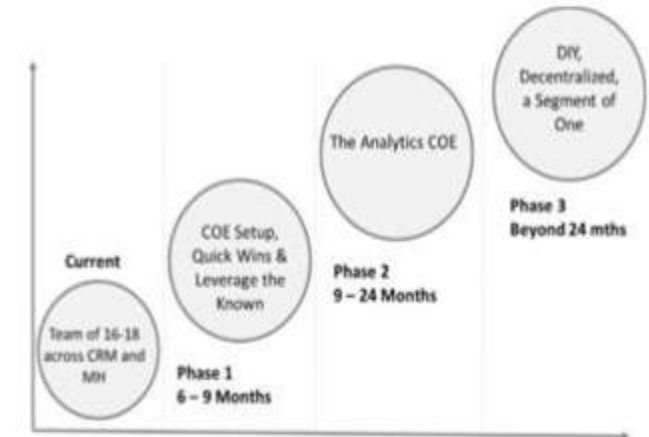 Current
Team of 16-18
across CRM and
MH
COE Setup,
Quick Wins &
Leverage the
Known
Phase 1
6 – 9 Months
The Analytics COE
Phase 2
9 – 24 Months
DIY,
Decentralized,
a Segment of
One
Phase 3
Beyond 24 mths